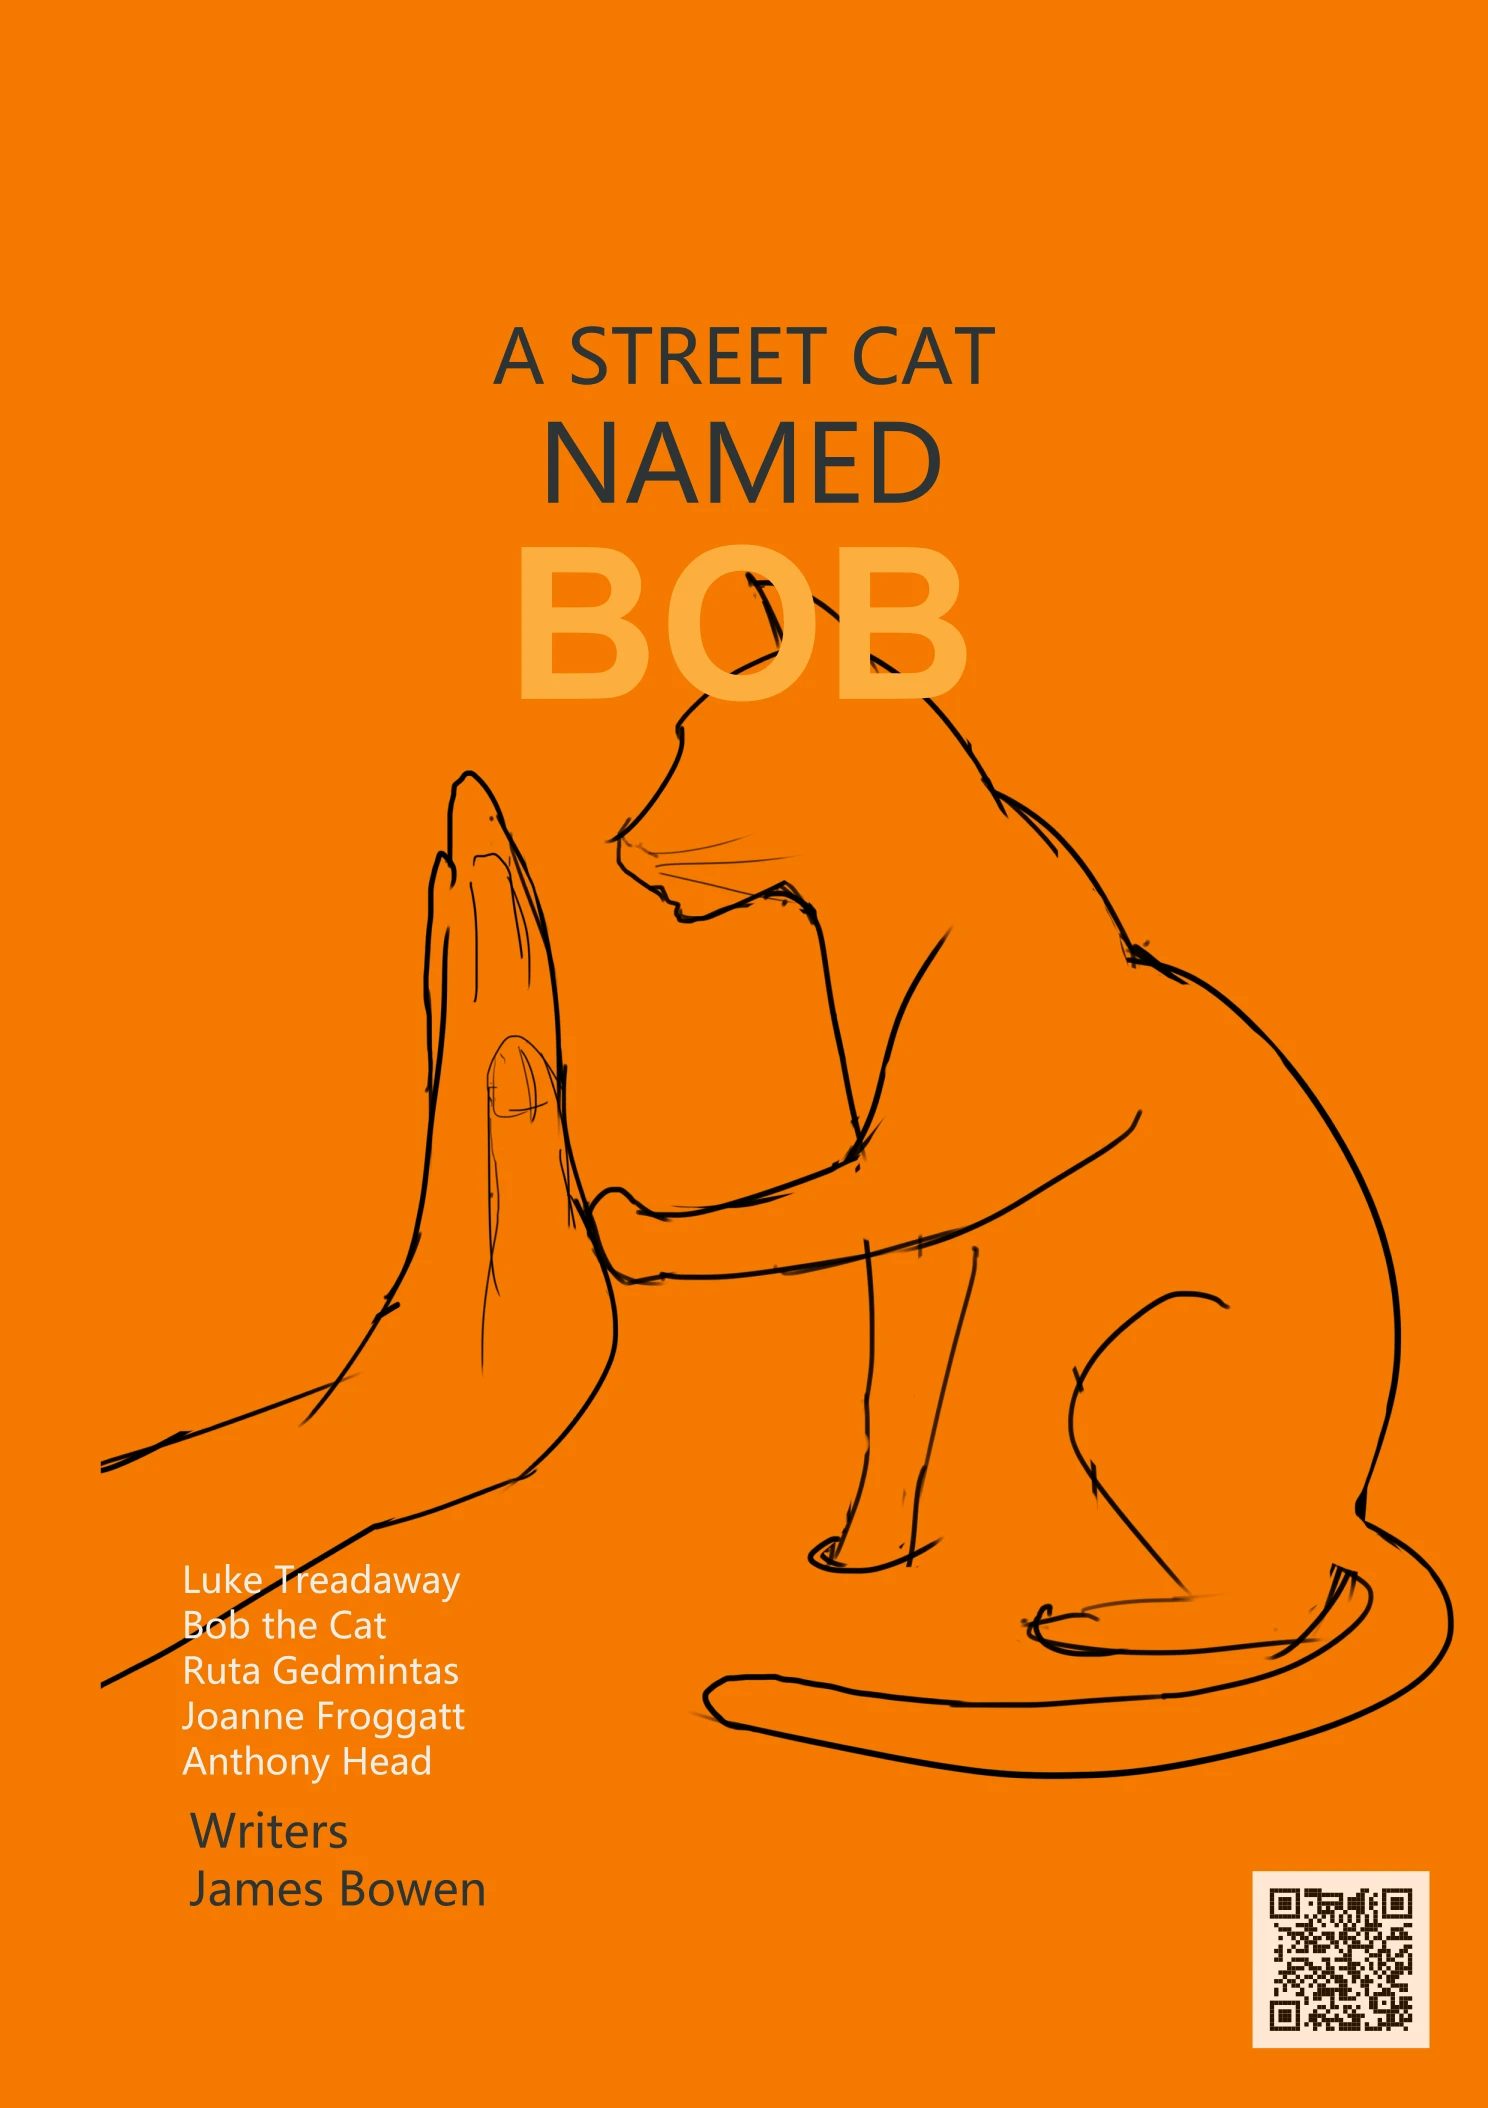 A STREET CAT
NAMED
BOB
Luke Treadaway
Bob the Cat
Ruta Gedmintas
Joanne Froggatt
Anthony Head
Writers
James Bowen